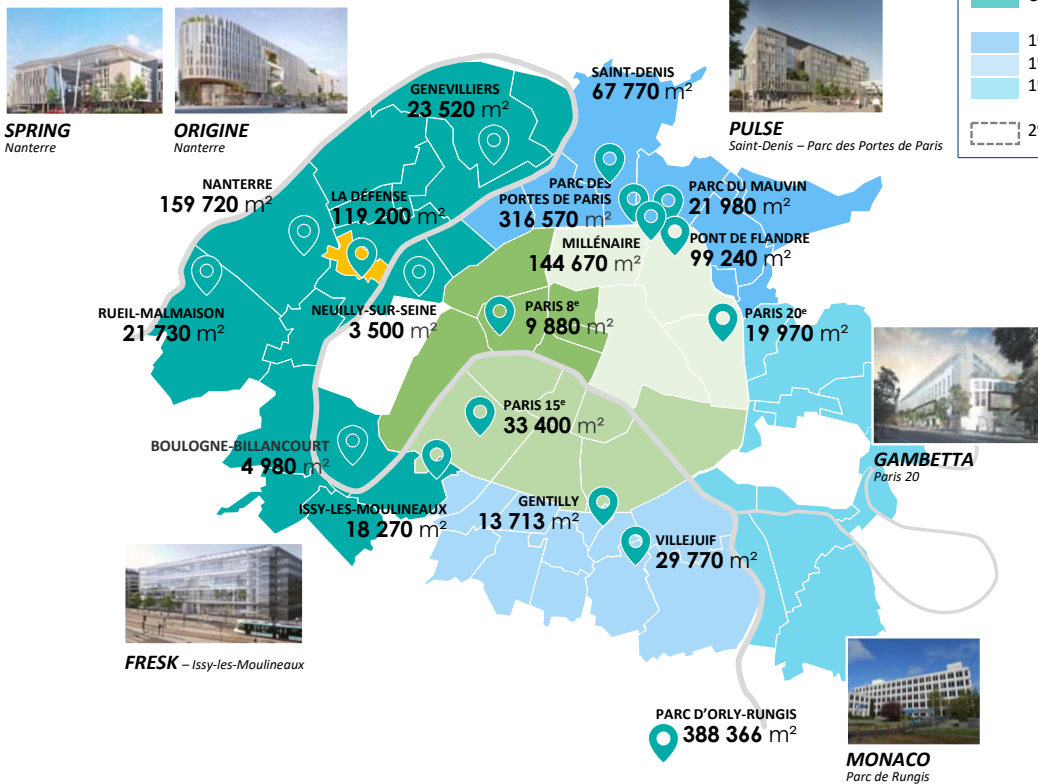 SPRING
Nanterre
ORIGINE
Nanterre
PULSE
Saint-Denis – Parc des Portes de Paris
GENEVILLIERS
23 520 m²
SAINT-DENIS
67 770 m²
NANTERRE
159 720 m²
LA DÉFENSE
119 200 m²
PARC DES
PORTES DE PARIS
316 570 m²
PARC DU MAUVIN
21 980 m²
MILLÉNAIRE
144 670 m²
PONT DE FLANDRE
99 240 m²
RUEIL-MALMAISON
21 730 m²
NEUILLY-SUR-SEINE
3 500 m²
PARIS 8e
9 880 m²
PARIS 20e
19 970 m²
PARIS 15e
33 400 m²
BOULOGNE-BILLANCOURT
4 980 m²
GAMBETTA
Paris 20
ISSY-LES-MOULINEAUX
18 270 m²
GENTILLY
13 713 m²
VILLEJUIF
29 770 m²
FRESK – Issy-les-Moulineaux
PARC D'ORLY-RUNGIS
388 366 m²
MONACO
Parc de Rungis